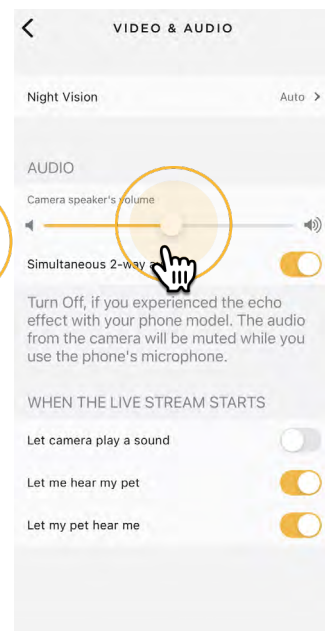 VIDEO & AUDIO
Night Vision Auto >
AUDIO
Camera speaker's volume
Simultaneous 2-way a
Turn Off, if you experienced the echo
effect with your phone model. The audio
from the camera will be muted while you
use the phone's microphone.
WHEN THE LIVE STREAM STARTS
Let camera play a sound
Let me hear my pet
Let my pet hear me